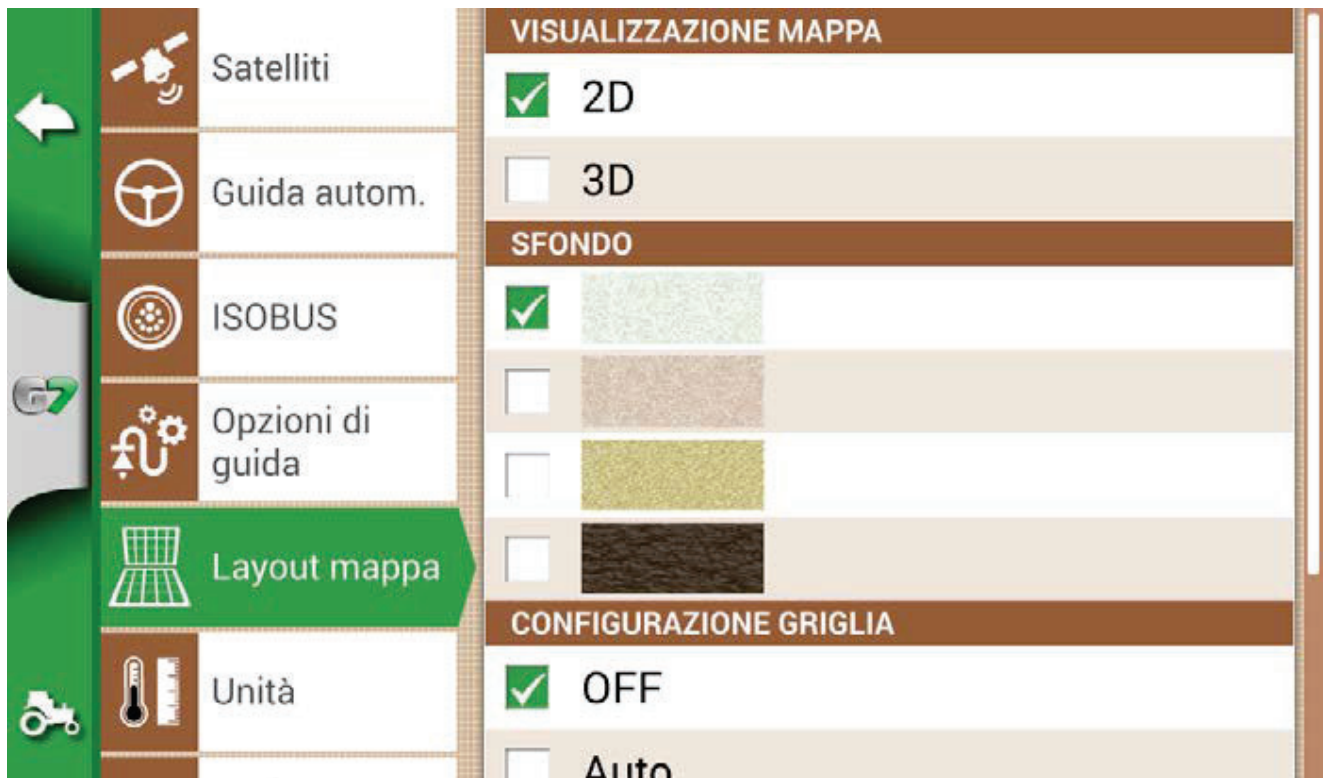 Satelliti
Guida autom.
ISOBUS
Opzioni di
guida
Layout mappa
Unità
G7
VISUALIZZAZIONE MAPPA
2D
3D
SFONDO
CONFIGURAZIONE GRIGLIA
OFF
Auto